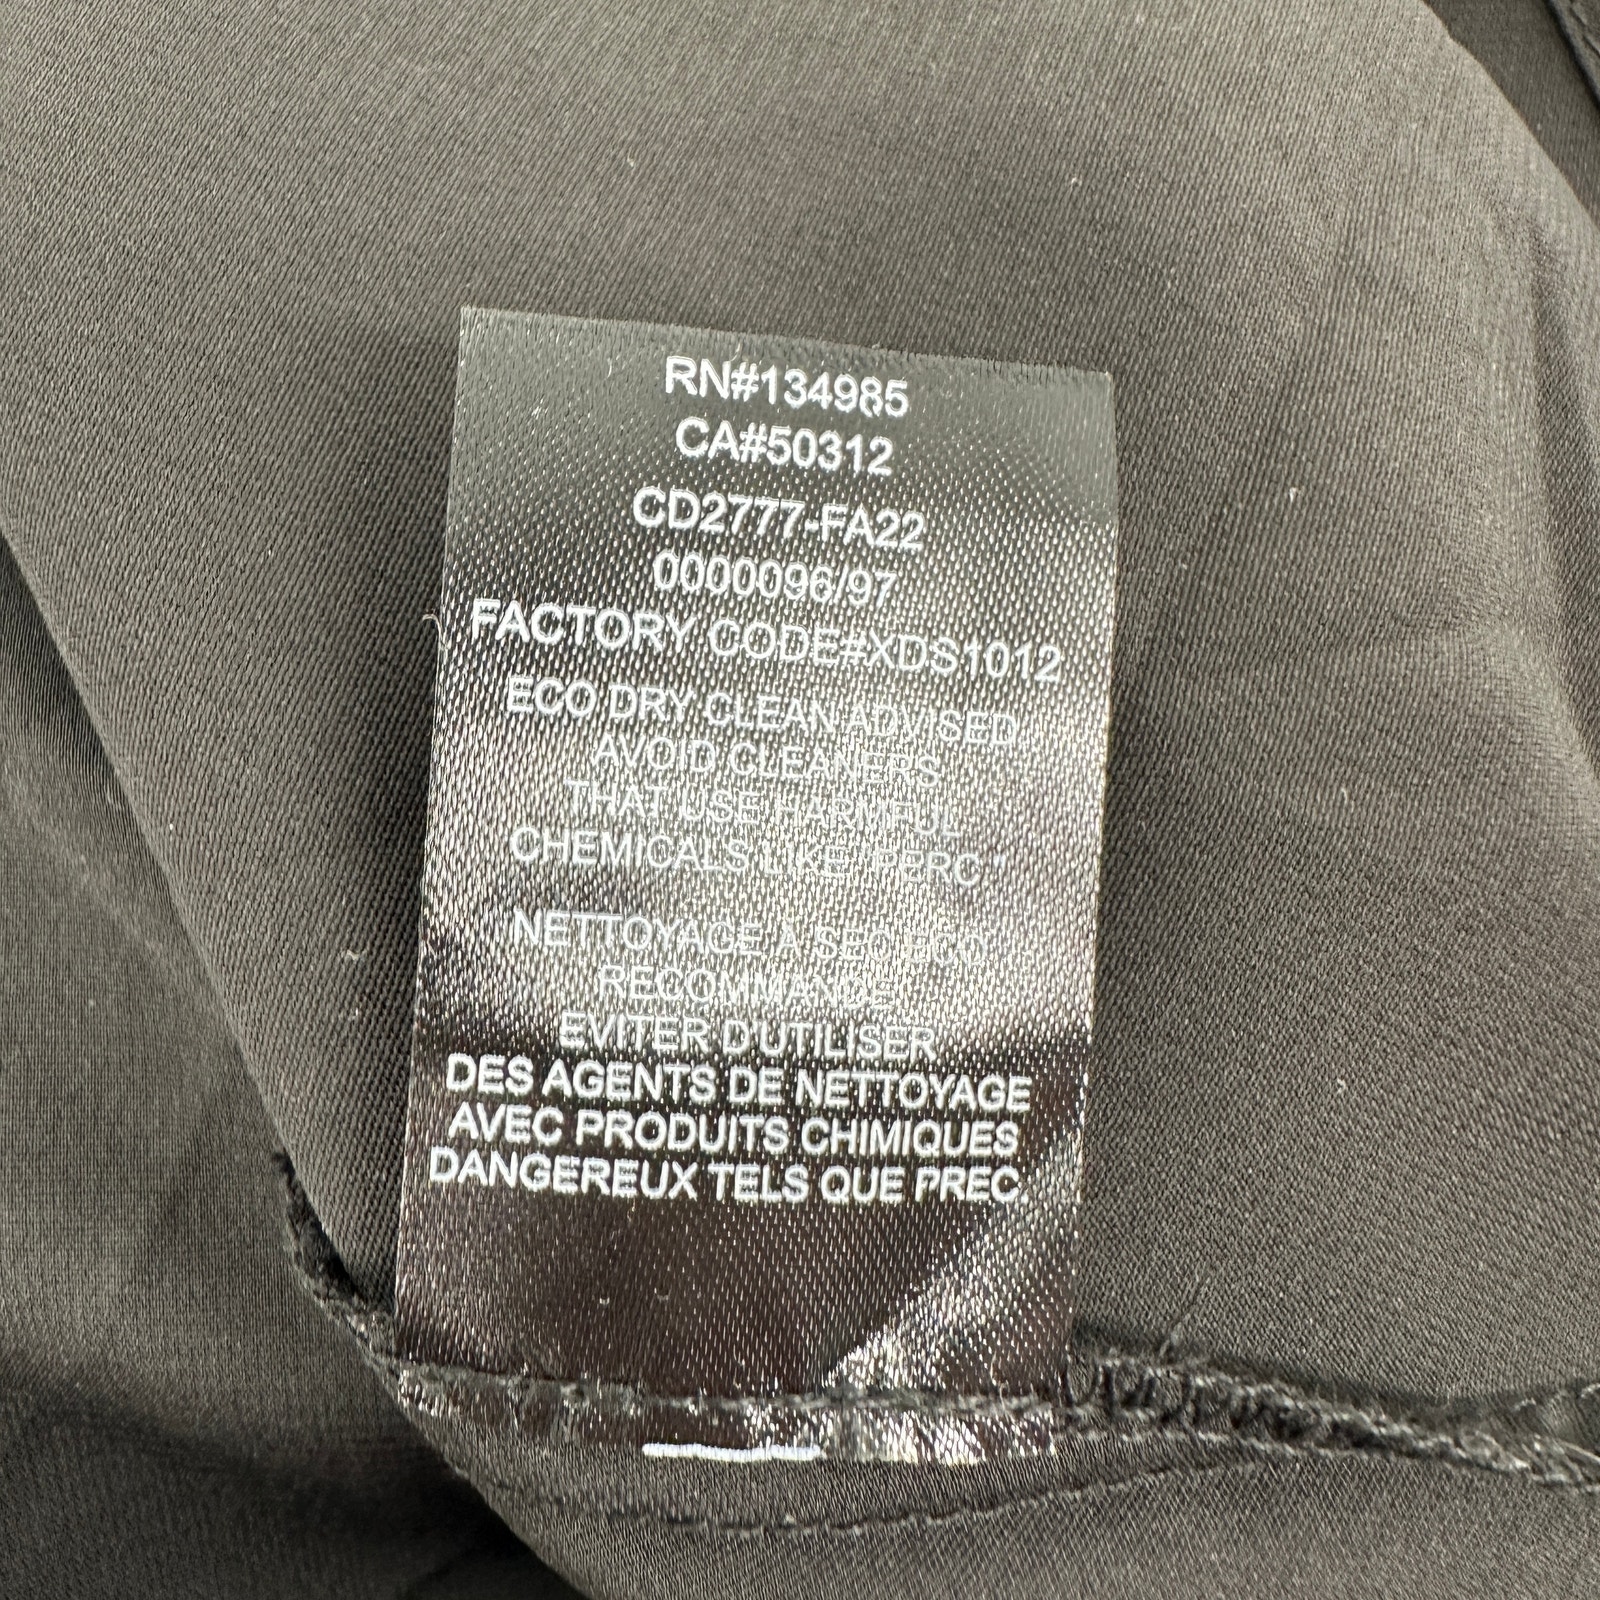 RN#134985
CA#50312
CD2777-FA22
0000096/97
FACTORY CODE#XDS1012
ECO DRY CLEAN ADVISED.
AVOID CLEANERS
THAT USE HARMFUL
CHEMICALS LIKE "PERC"
NETTOYAGE À SEC ECO
RECOMMANDE
EVITER D'UTILISER
DES AGENTS DE NETTOYAGE
AVEC PRODUITS CHIMIQUES
DANGEREUX TELS QUE PREC.